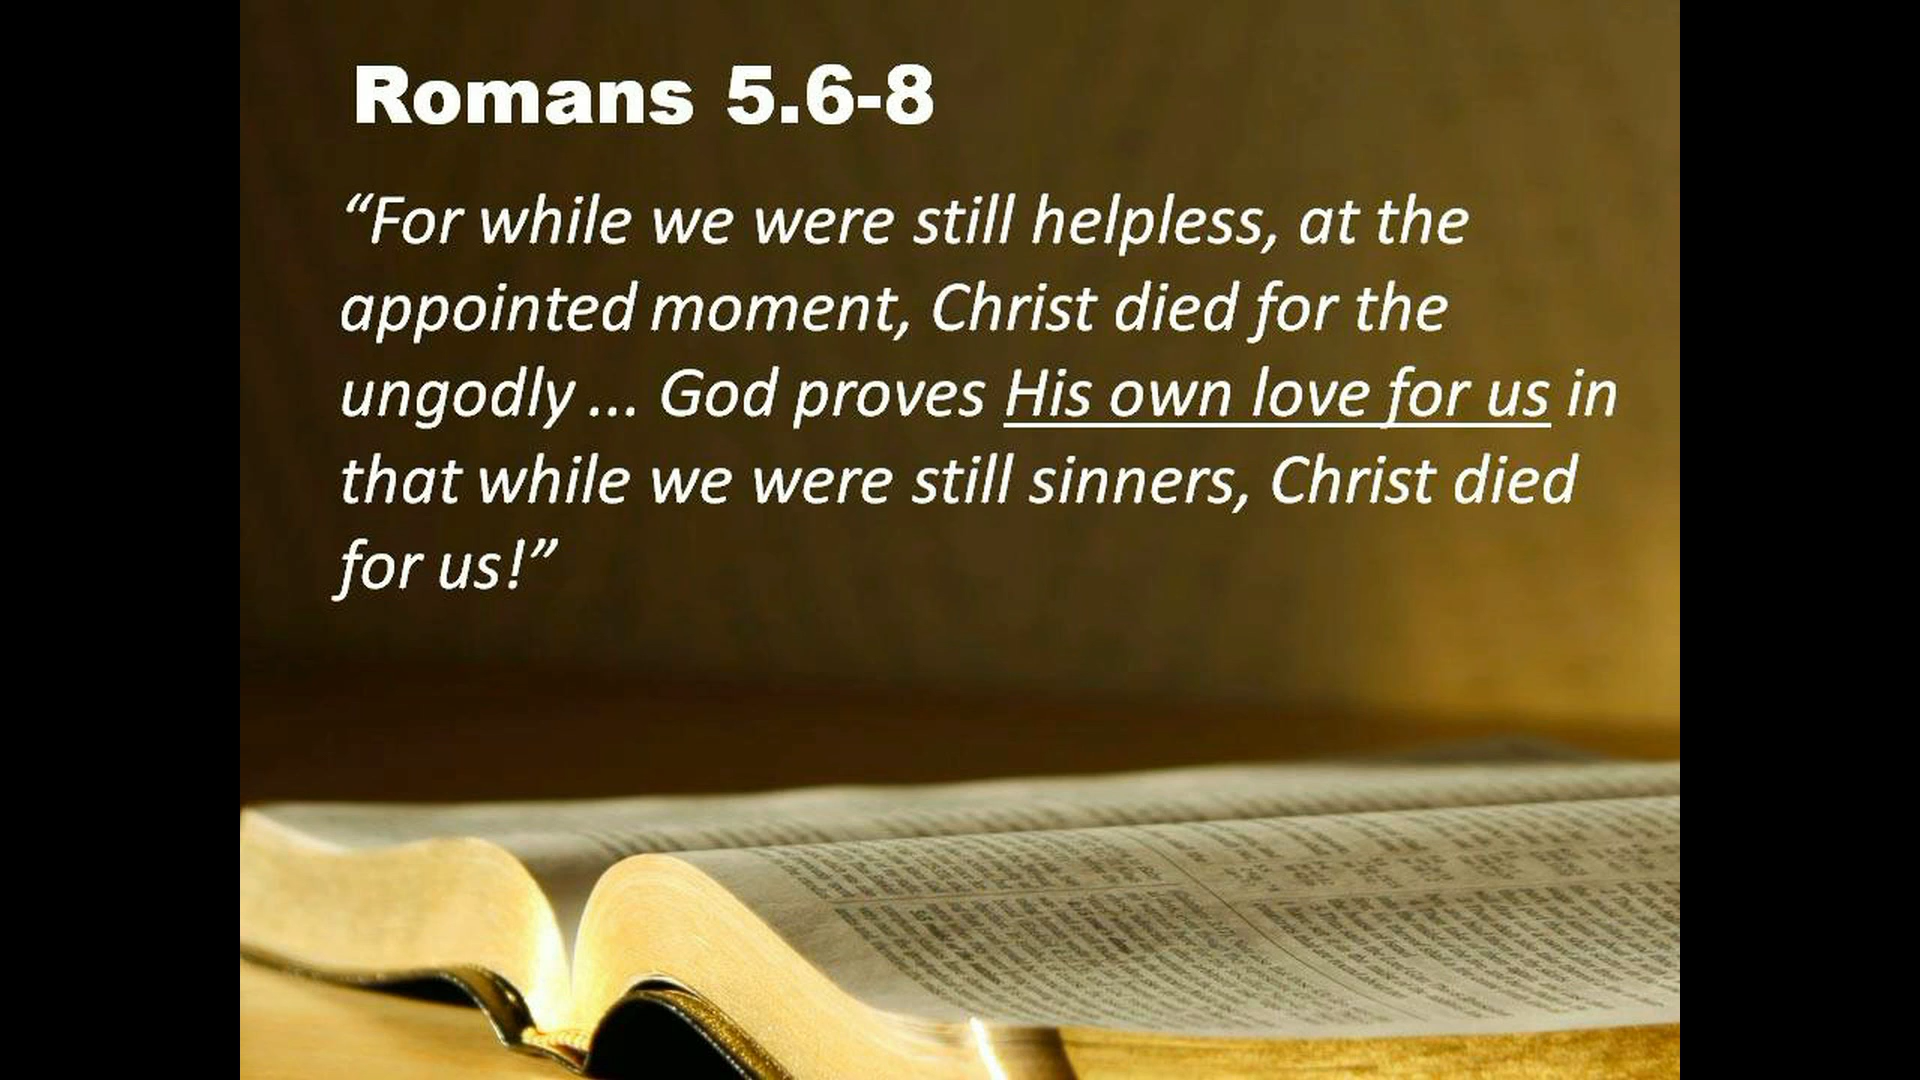 Romans 5.6-8
“For while we were still helpless, at the
appointed moment, Christ died for the
ungodly ... God proves His own love for us in
that while we were still sinners, Christ died
for us!”